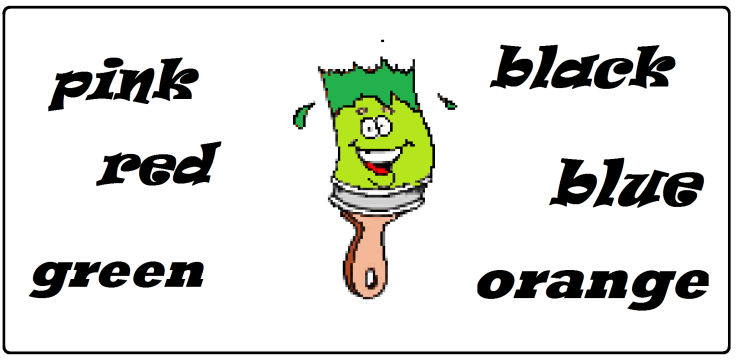 pink
black
red
blue
green
orange